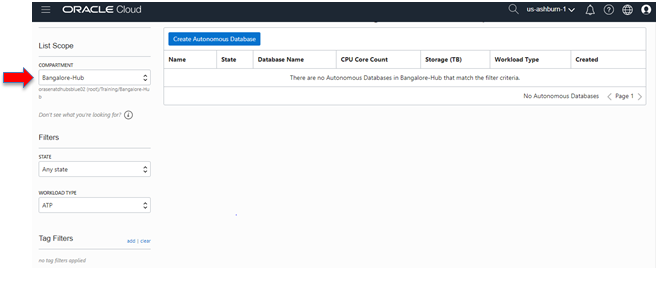 ORACLE Cloud
us-ashburn-1
List Scope
COMPARTMENT
Bangalore-Hub
(root)/Training/Bangalore-Hu
b
Don't see what you're looking for?
Filters
STATE
Any state
WORKLOAD TYPE
ATP
Tag Filters
add | clear
no tag filters applied
Create Autonomous Database
Name State Database Name CPU Core Count Storage (TB) Workload Type Created
There are no Autonomous Databases in Bangalore-Hub that match the filter criteria.
No Autonomous Databases < Page 1 >